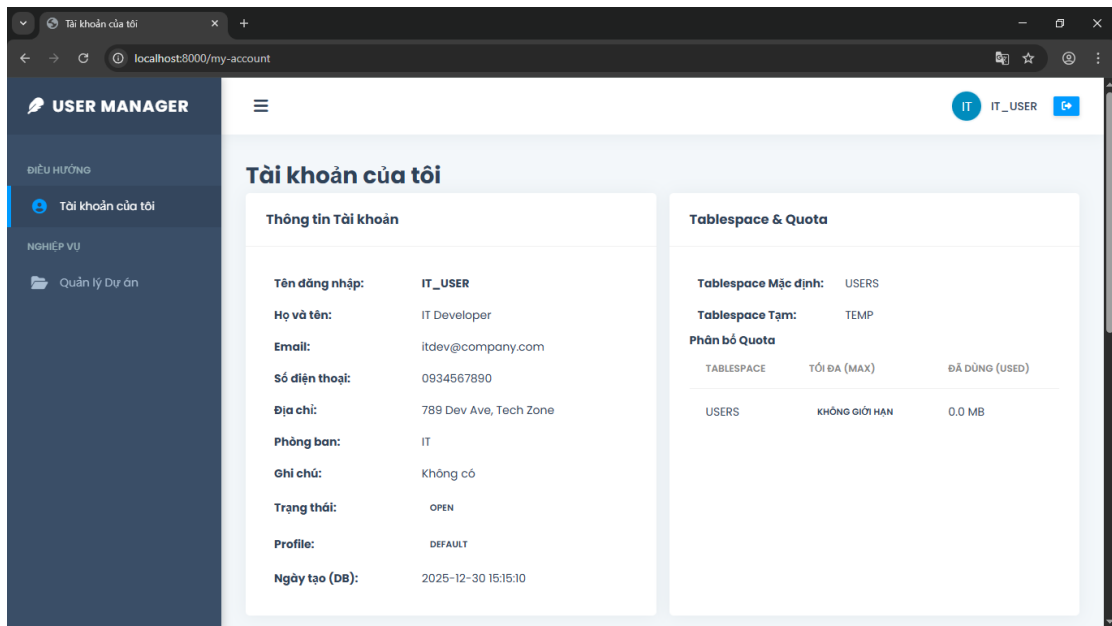 Tài khoản của tôi
localhost:8000/my-account
USER MANAGER
IT
IT_USER
ĐIỀU HƯỚNG
Tài khoản của tôi
NGHIỆP VỤ
Quản lý Dự án
Tài khoản của tôi
Thông tin Tài khoản
Tên đăng nhập: IT_USER
Họ và tên: IT Developer
Email: itdev@company.com
Số điện thoại: 0934567890
Địa chỉ: 789 Dev Ave, Tech Zone
Phòng ban: IT
Ghi chú: Không có
Trạng thái: OPEN
Profile: DEFAULT
Ngày tạo (DB): 2025-12-30 15:15:10
Tablespace & Quota
Tablespace Mặc định: USERS
Tablespace Tạm: TEMP
Phân bổ Quota
TABLESPACE TỐI ĐA (MAX) ĐÃ DÙNG (USED)
USERS KHÔNG GIỚI HẠN 0.0 MB